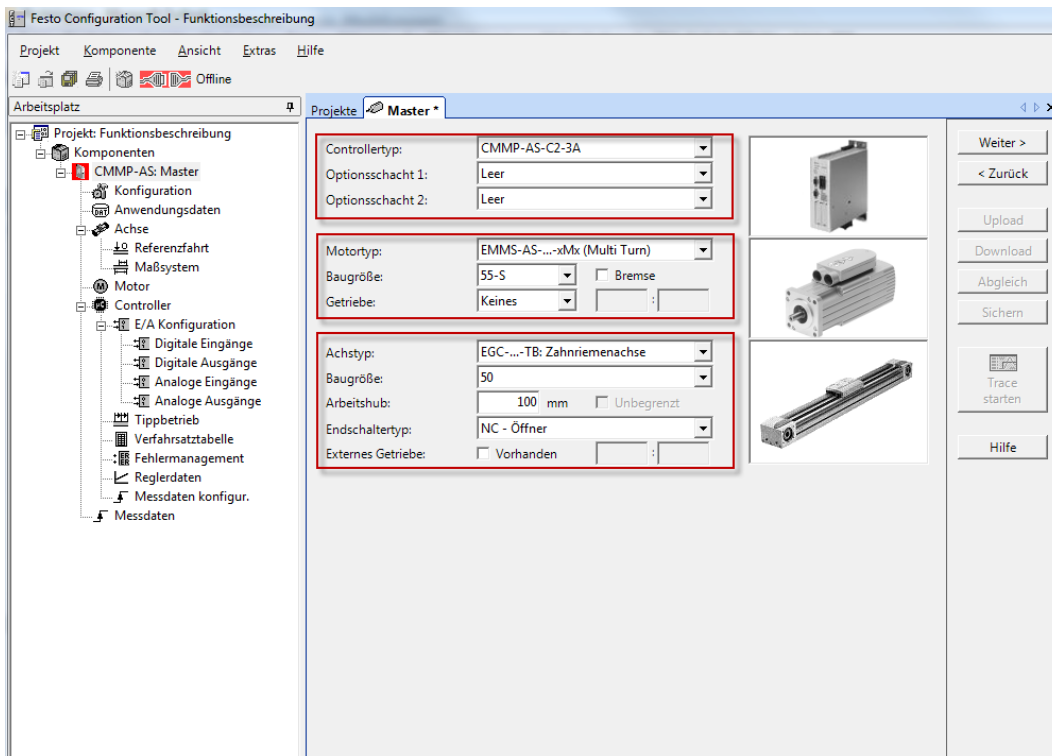 Festo Configuration Tool - Funktionsbeschreibung
Projekt Komponente Ansicht Extras Hilfe
Offline
Arbeitsplatz
Projekt: Funktionsbeschreibung
Komponenten
CMMP-AS: Master
Konfiguration
Anwendungsdaten
Achse
Referenzfahrt
Maßsystem
Motor
Controller
E/A Konfiguration
Digitale Eingänge
Digitale Ausgänge
Analoge Eingänge
Analoge Ausgänge
Tippbetrieb
Verfahrsatztabelle
Fehlermanagement
Reglerdaten
Messdaten konfigur.
Messdaten
Projekte Master *
Controllertyp: CMMP-AS-C2-3A
Optionsschacht 1: Leer
Optionsschacht 2: Leer
Motortyp: EMMS-AS-...-xMx (Multi Turn)
Baugröße: 55-S Bremse
Getriebe: Keines :
Achstyp: EGC-...-TB: Zahnriemenachse
Baugröße: 50
Arbeitshub: 100 mm Unbegrenzt
Endschaltertyp: NC - Öffner
Externes Getriebe: Vorhanden :
Weiter >
< Zurück
Upload
Download
Abgleich
Sichern
Trace
starten
Hilfe